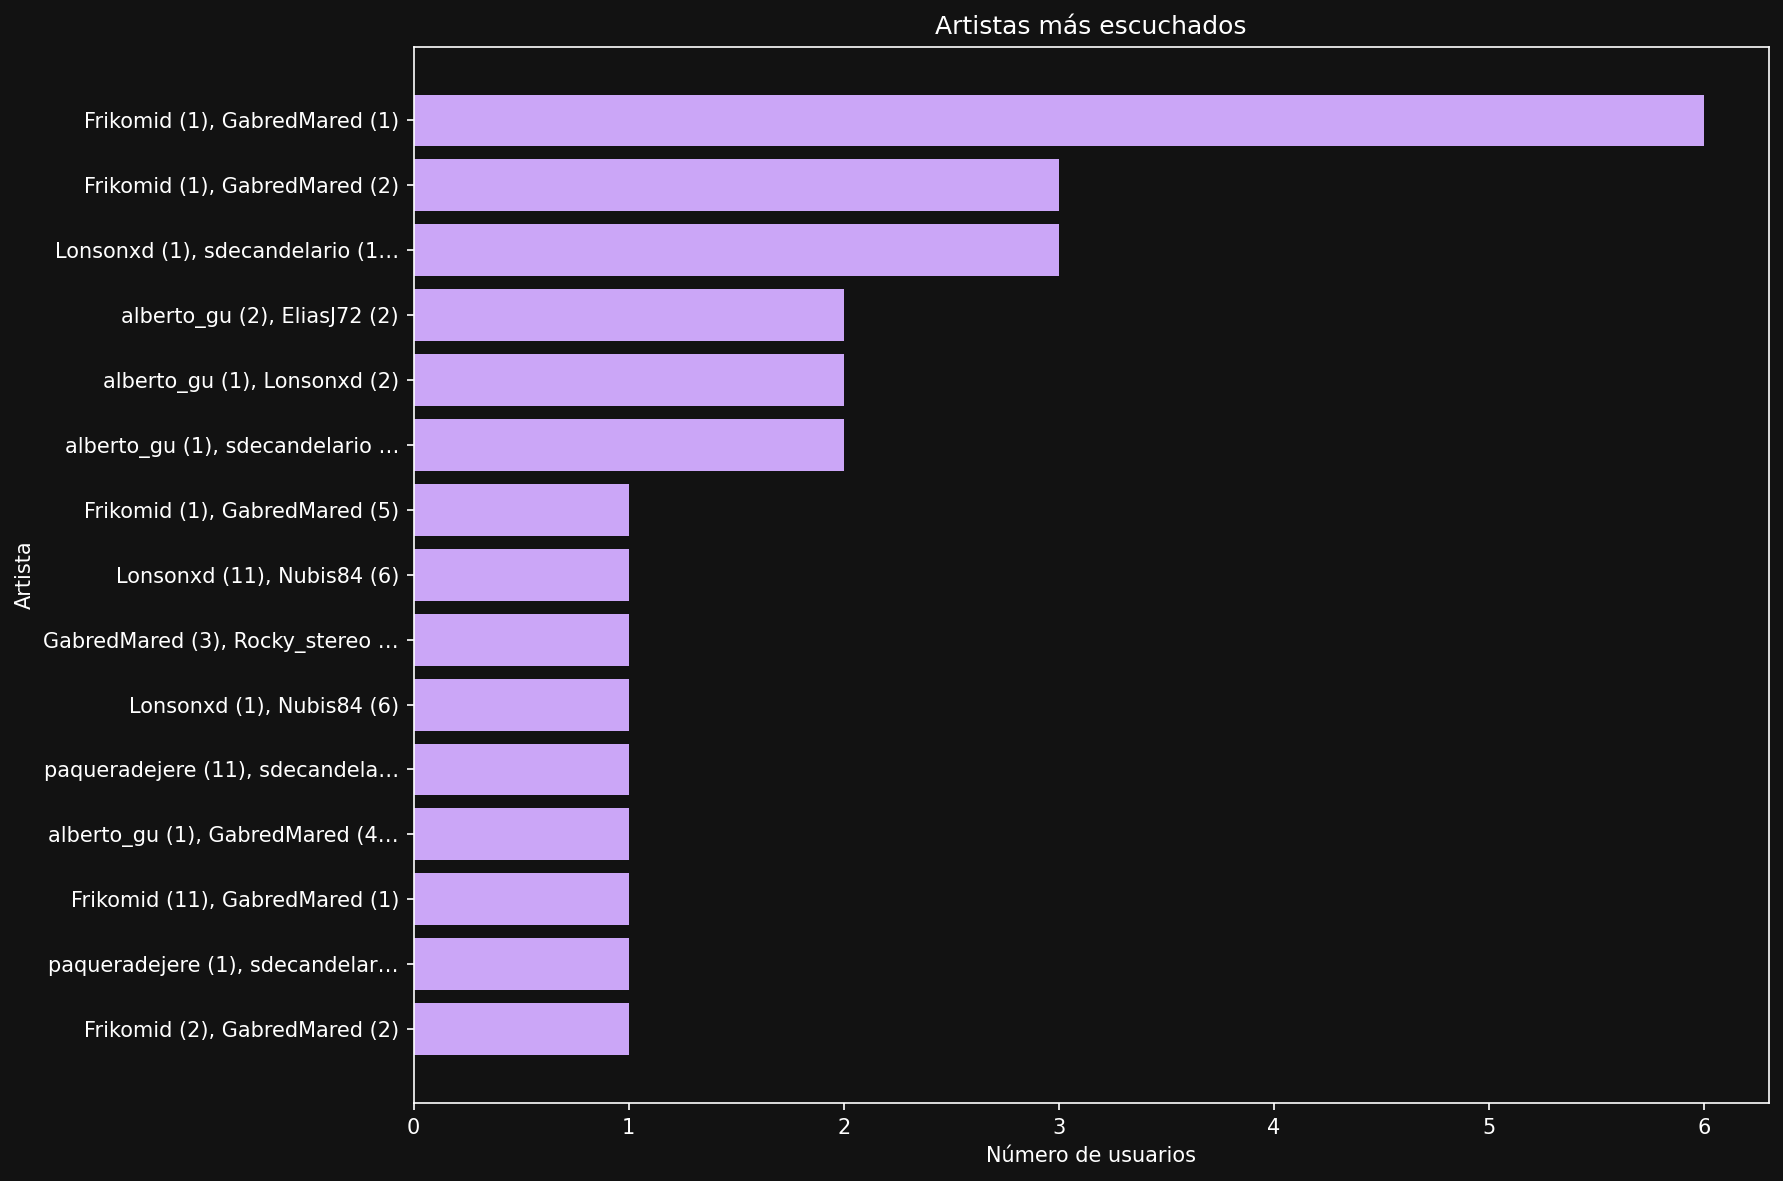 Artistas más escuchados
Frikomid (1), GabredMared (1)
Frikomid (1), GabredMared (2)
Lonsonxd (1), sdecandelario (1…
alberto_gu (2), EliasJ72 (2)
alberto_gu (1), Lonsonxd (2)
alberto_gu (1), sdecandelario …
Frikomid (1), GabredMared (5)
Lonsonxd (11), Nubis84 (6)
GabredMared (3), Rocky_stereo …
Lonsonxd (1), Nubis84 (6)
paqueradejere (11), sdecandela…
alberto_gu (1), GabredMared (4…
Frikomid (11), GabredMared (1)
paqueradejere (1), sdecandelar…
Frikomid (2), GabredMared (2)
Artista
0 1 2 3 4 5 6
Número de usuarios